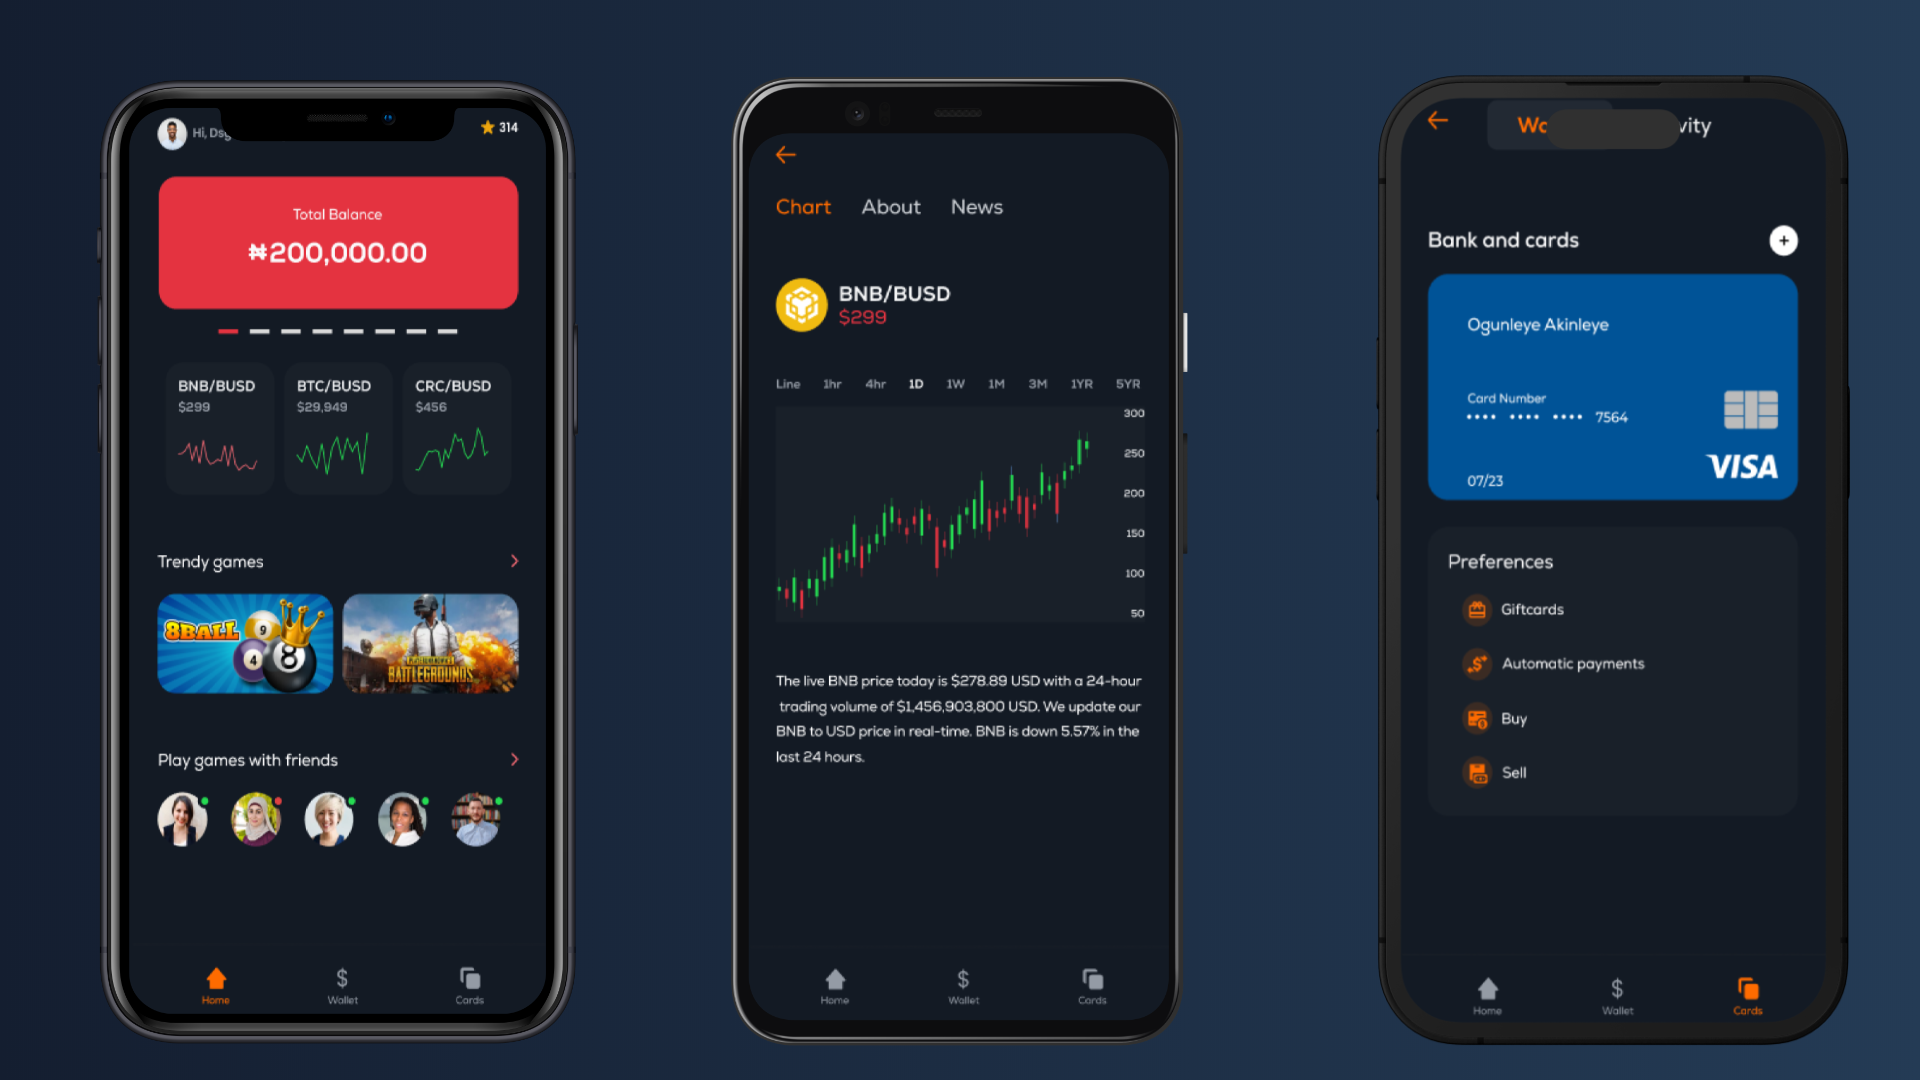 Hi,
314
Total Balance
₦200,000.00
BNB/BUSD
$299
BTC/BUSD
$29,949
CRC/BUSD
$456
Trendy games
8BALL
9
4
8
BATTLEGROUNDS
Play games with friends
Home
$
Wallet
Cards
Chart About News
BNB/BUSD
$299
Line 1hr 4hr 1D 1W 1M 3M 1YR 5YR
300
250
200
150
100
50
The live BNB price today is $278.89 USD with a 24-hour
trading volume of $1,456,903,800 USD. We update our
BNB to USD price in real-time. BNB is down 5.57% in the
last 24 hours.
Home
$
Wallet
Cards
Bank and cards
+
Ogunleye Akinleye
Card Number
•••• •••• •••• 7564
07/23
VISA
Preferences
Giftcards
Automatic payments
Buy
Sell
Home
$
Wallet
Cards